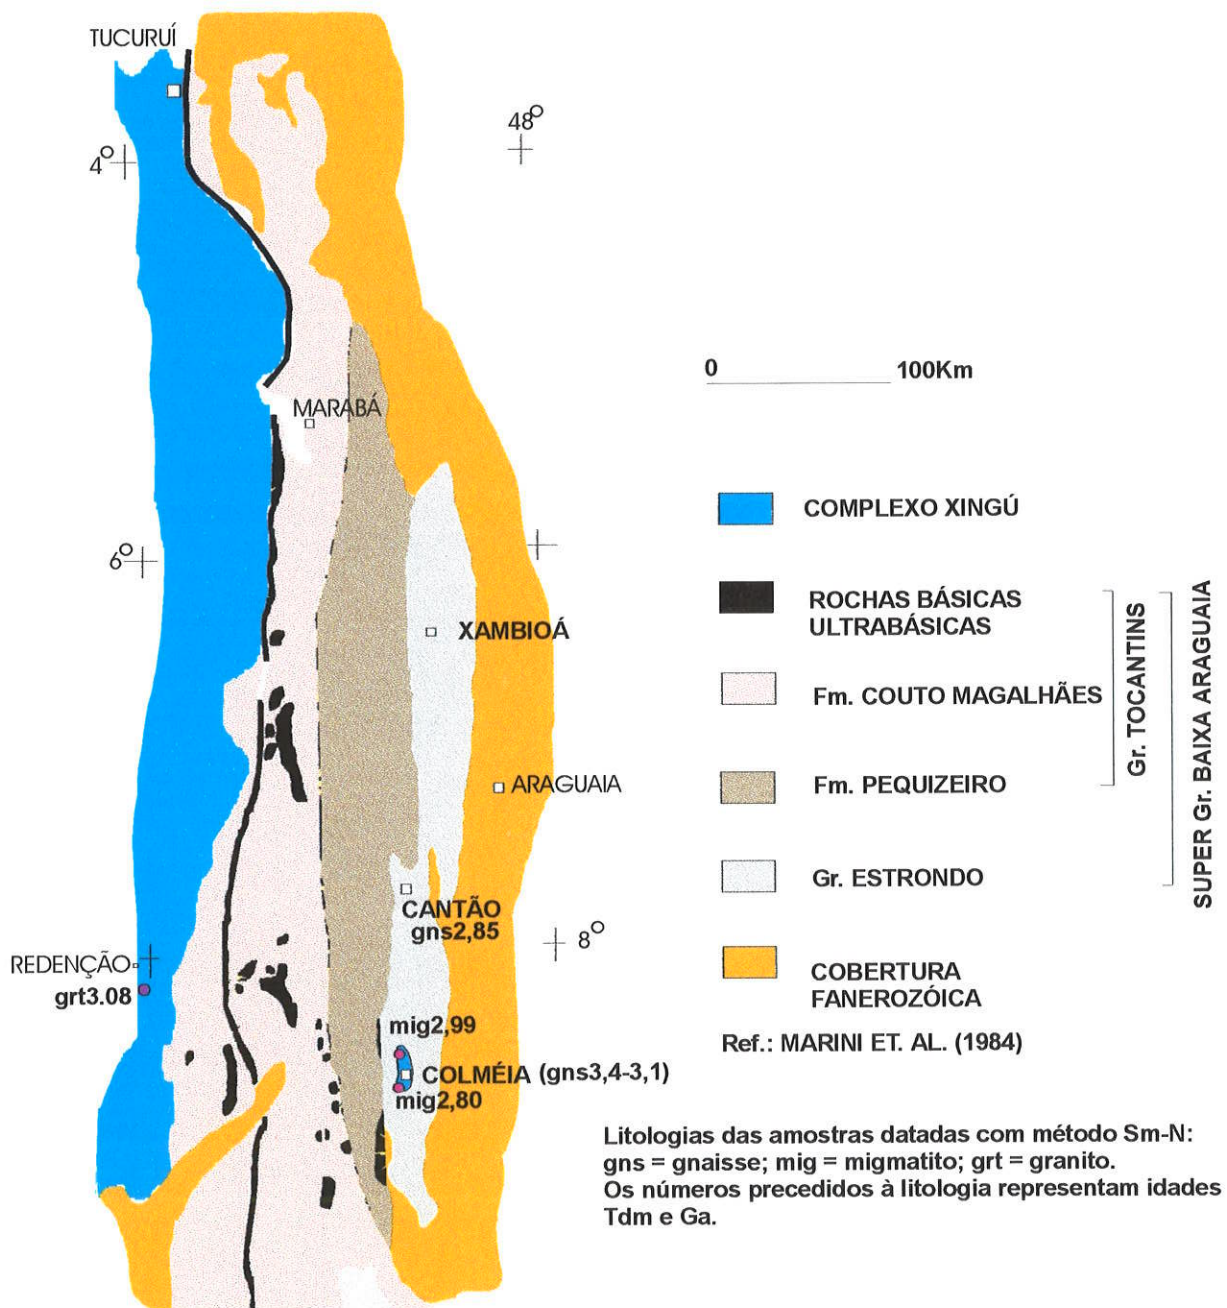 TUCURUÍ
48°
4°
0 100Km
MARABÁ
COMPLEXO XINGÚ
6°
ROCHAS BÁSICAS
ULTRABÁSICAS
XAMBIOÁ
Fm. COUTO MAGALHÃES
Gr. TOCANTINS
SUPER Gr. BAIXA ARAGUAIA
ARAGUAIA
Fm. PEQUIZEIRO
Gr. ESTRONDO
CANTÃO
gns2,85
8°
REDENÇÃO
grt3.08
COBERTURA
FANEROZÓICA
mig2,99
Ref.: MARINI ET. AL. (1984)
COLMÉIA (gns3,4-3,1)
mig2,80
Litologias das amostras datadas com método Sm-N:
gns = gnaisse; mig = migmatito; grt = granito.
Os números precedidos à litologia representam idades
Tdm e Ga.